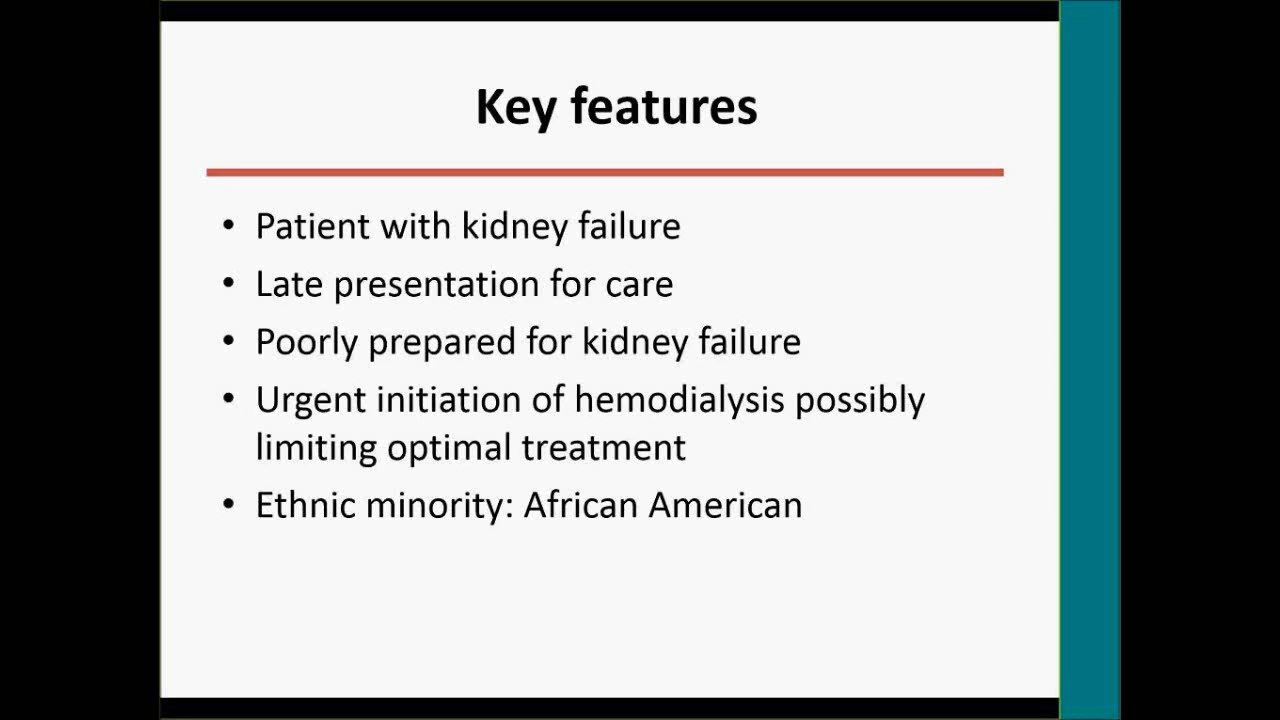 Key features
• Patient with kidney failure
• Late presentation for care
• Poorly prepared for kidney failure
• Urgent initiation of hemodialysis possibly
limiting optimal treatment
• Ethnic minority: African American